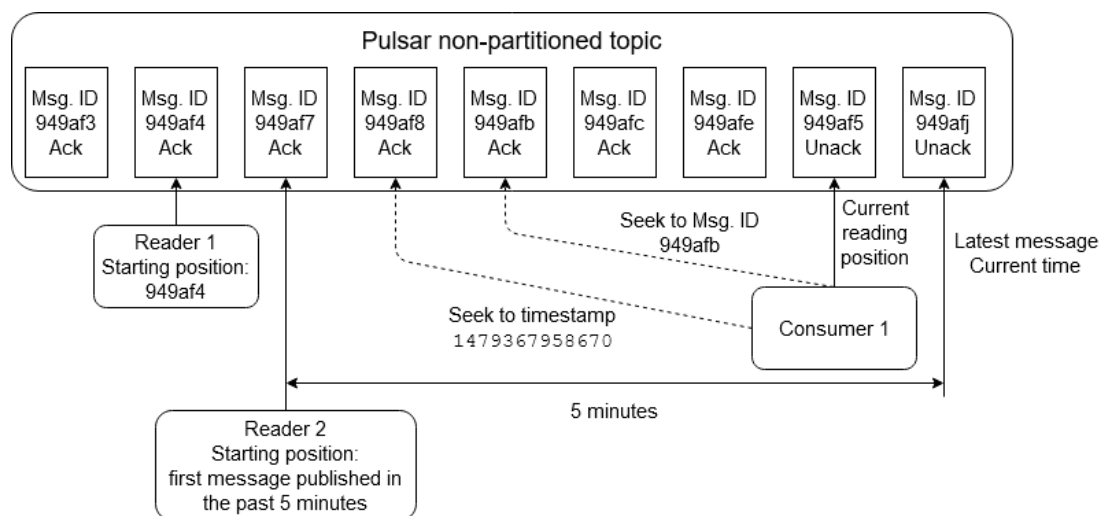 Pulsar non-partitioned topic
Msg. ID
949af3
Ack
Msg. ID
949af4
Ack
Msg. ID
949af7
Ack
Msg. ID
949af8
Ack
Msg. ID
949afb
Ack
Msg. ID
949afc
Ack
Msg. ID
949afe
Ack
Msg. ID
949af5
Unack
Msg. ID
949afj
Unack
Reader 1
Starting position:
949af4
Seek to Msg. ID
949afb
Current
reading
position
Latest message
Current time
Seek to timestamp
1479367958670
Consumer 1
5 minutes
Reader 2
Starting position:
first message published in
the past 5 minutes